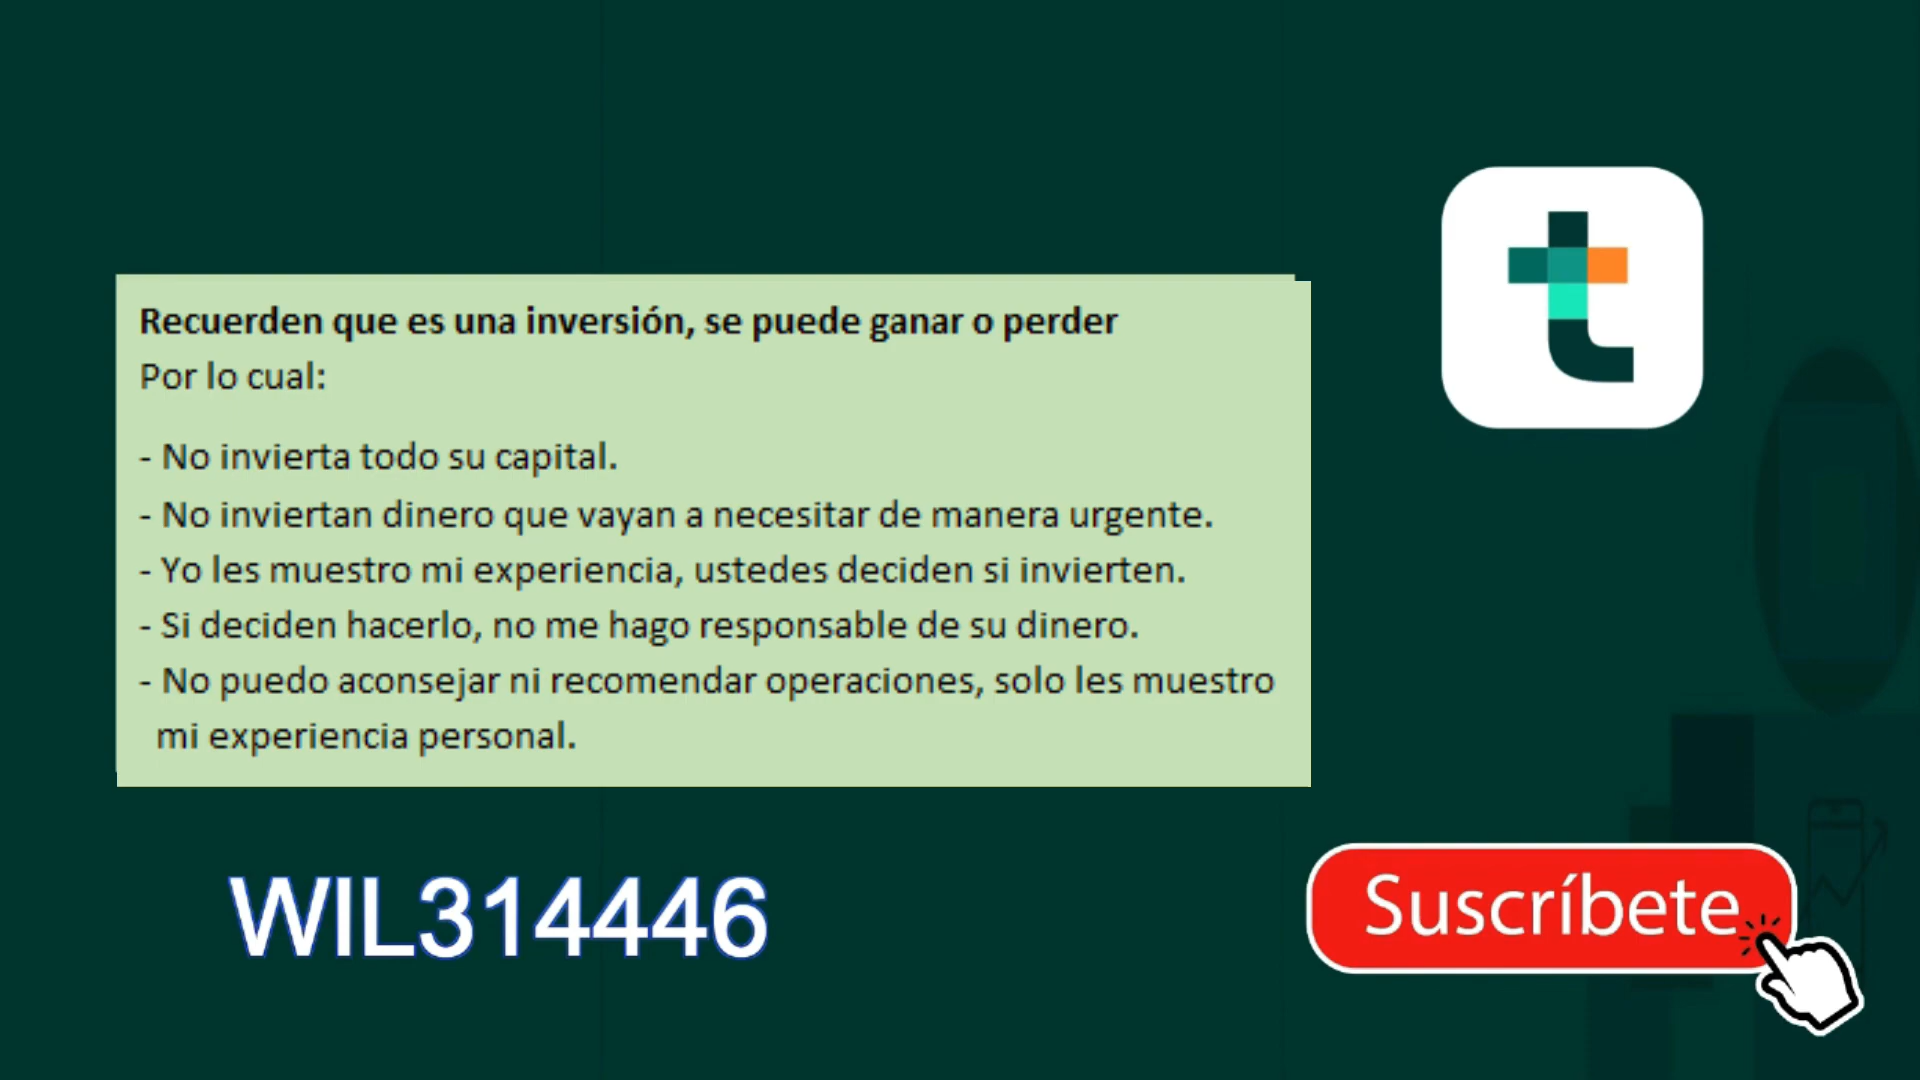 Recuerden que es una inversión, se puede ganar o perder
Por lo cual:
- No invierta todo su capital.
- No inviertan dinero que vayan a necesitar de manera urgente.
- Yo les muestro mi experiencia, ustedes deciden si invierten.
- Si deciden hacerlo, no me hago responsable de su dinero.
- No puedo aconsejar ni recomendar operaciones, solo les muestro
mi experiencia personal.
t
WIL314446
Suscríbete